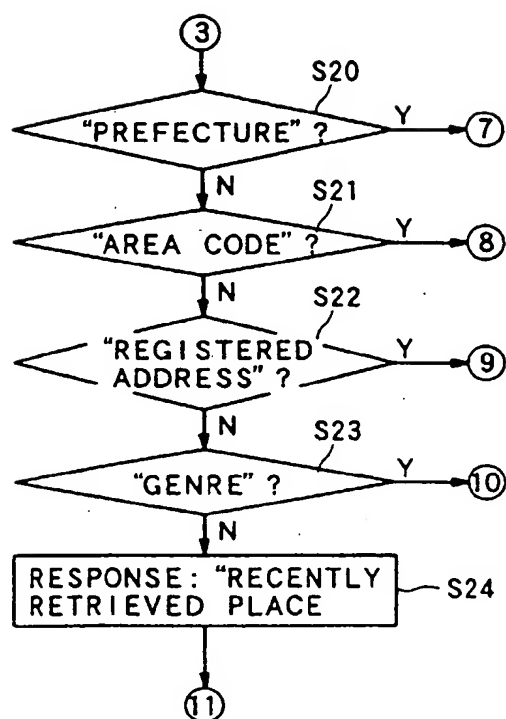 3
S20
"PREFECTURE" ?
Y
7
N
S21
"AREA CODE" ?
Y
8
N
S22
"REGISTERED
ADDRESS" ?
Y
9
N
S23
"GENRE" ?
Y
10
N
RESPONSE: "RECENTLY
RETRIEVED PLACE
S24
11